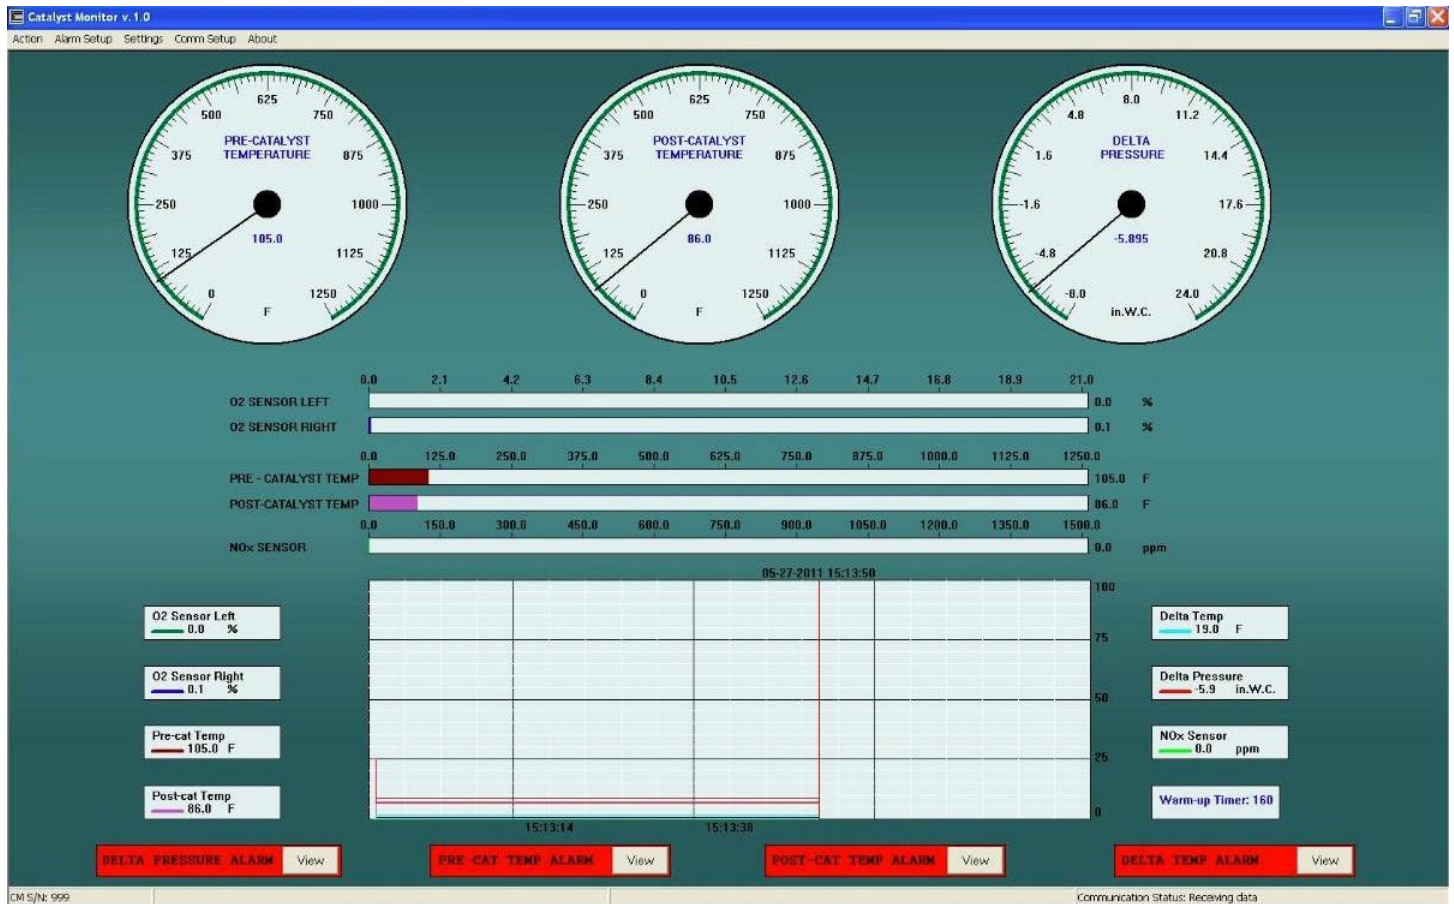 Catalyst Monitor v. 1.0
Action Alarm Setup Settings Comm Setup About
625
500 750
PRE-CATALYST
TEMPERATURE
375 875
250 1000
105.0
125 1125
0 1250
F
625
500 750
POST-CATALYST
TEMPERATURE
375 875
250 1000
86.0
125 1125
0 1250
F
8.0
4.8 11.2
DELTA
PRESSURE
1.6 14.4
-1.6 17.6
-5.895
-4.8 20.8
-8.0 24.0
in.W.C.
0.0 2.1 4.2 6.3 8.4 10.5 12.6 14.7 16.8 18.9 21.0
O2 SENSOR LEFT 0.0 %
O2 SENSOR RIGHT 0.1 %
0.0 125.0 250.0 375.0 500.0 625.0 750.0 875.0 1000.0 1125.0 1250.0
PRE - CATALYST TEMP 105.0 F
POST-CATALYST TEMP 86.0 F
0.0 150.0 300.0 450.0 600.0 750.0 900.0 1050.0 1200.0 1350.0 1500.0
NOx SENSOR 0.0 ppm
05-27-2011 15:13:50
100
75
50
25
0
15:13:14 15:13:38
O2 Sensor Left
0.0 %
O2 Sensor Right
0.1 %
Pre-cat Temp
105.0 F
Post-cat Temp
86.0 F
Delta Temp
19.0 F
Delta Pressure
-5.9 in.W.C.
NOx Sensor
0.0 ppm
Warm-up Timer: 160
DELTA PRESSURE ALARM View
PRE-CAT TEMP ALARM View
POST-CAT TEMP ALARM View
DELTA TEMP ALARM View
CM S/N: 999
Communication Status: Receiving data